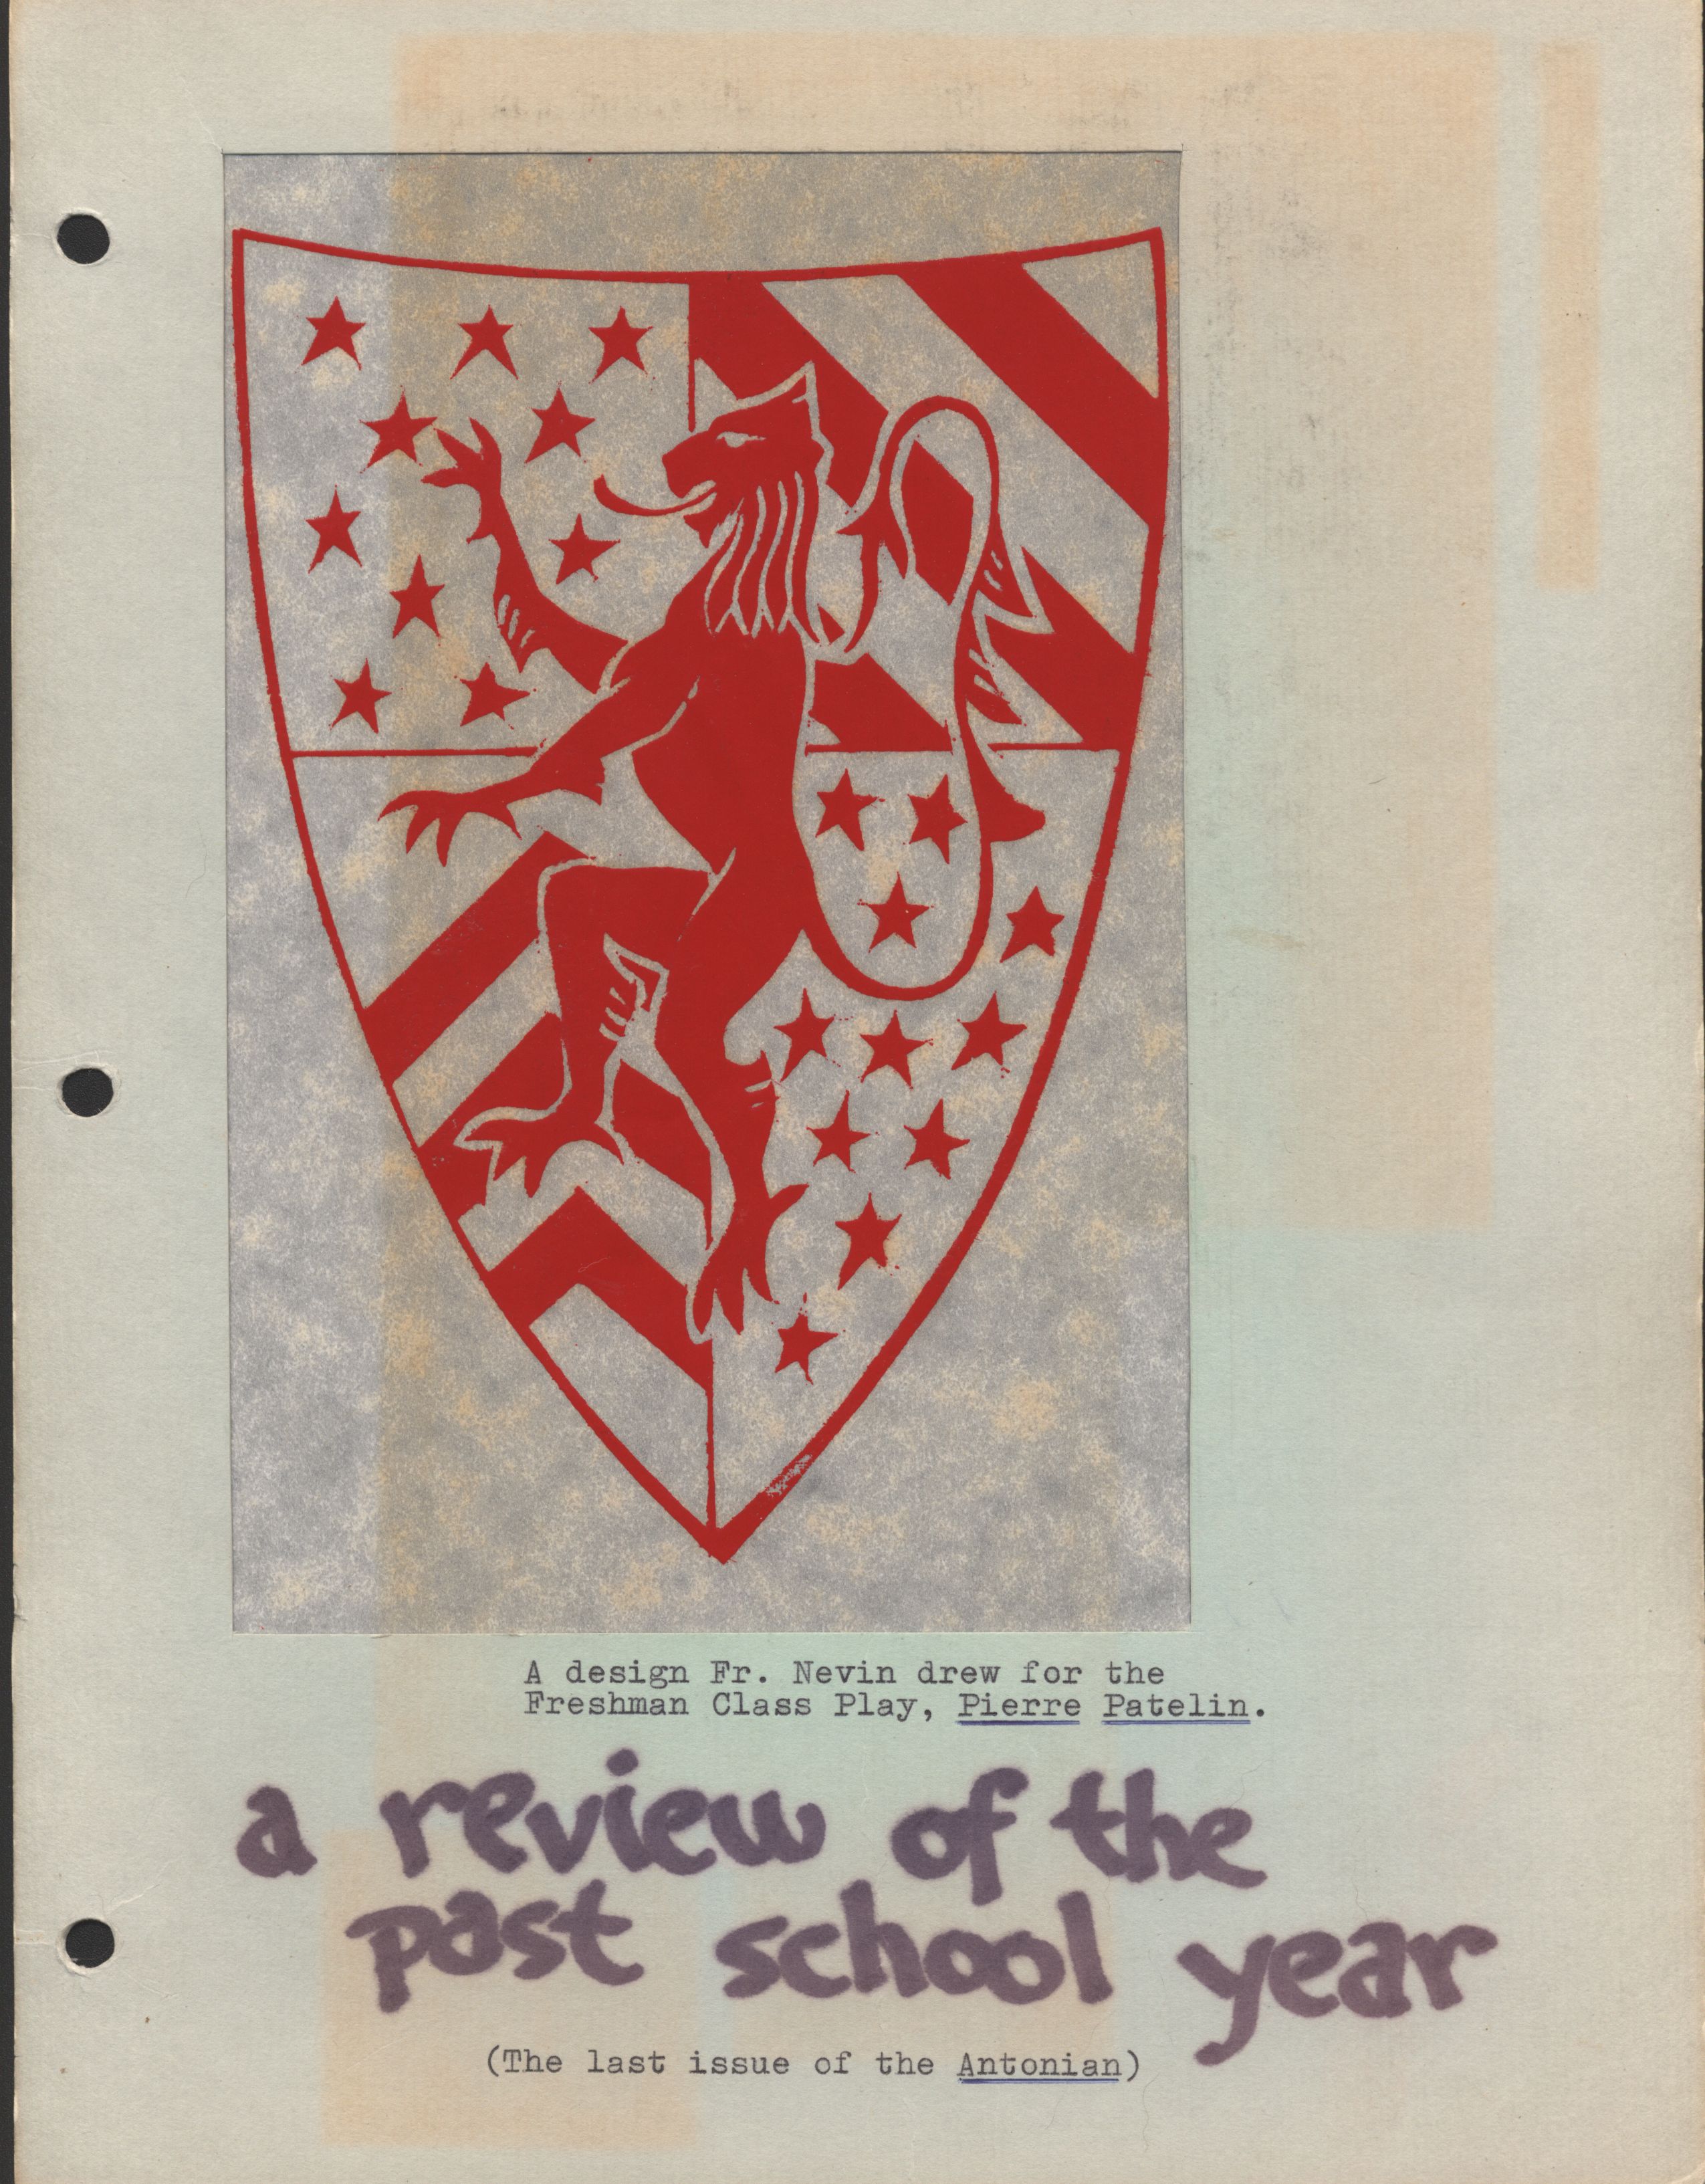 A design Fr. Nevin drew for the
Freshman Class Play, Pierre Patelin.
a review of the
past school year
(The last issue of the Antonian)